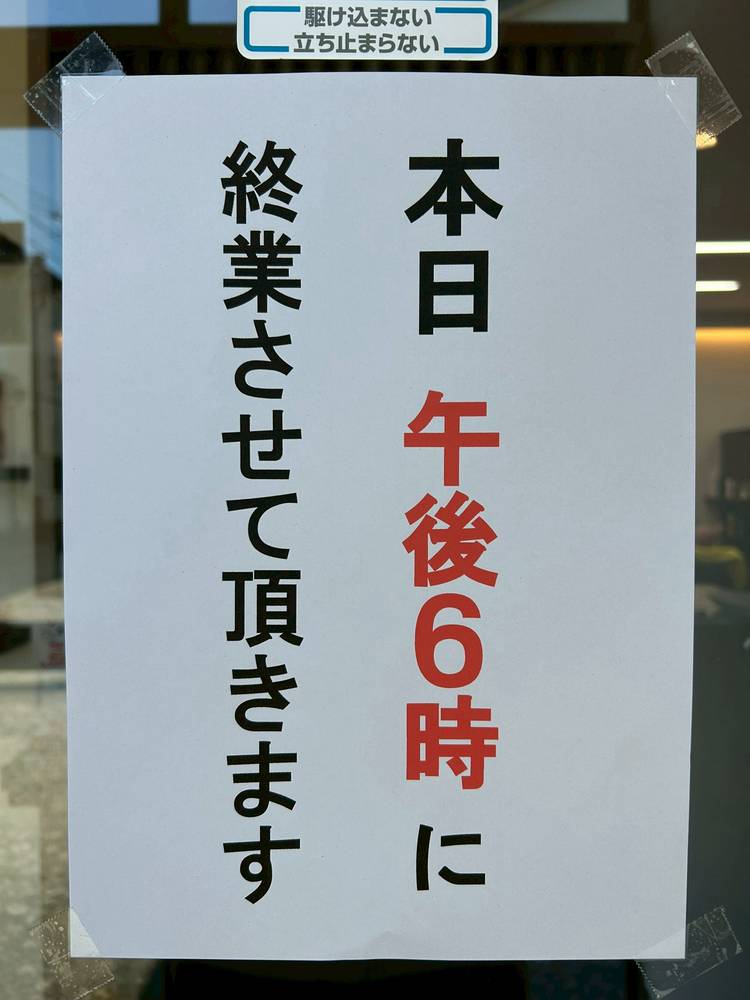 駆け込まない
立ち止まらない
本日 午後6時に
終業させて頂きます